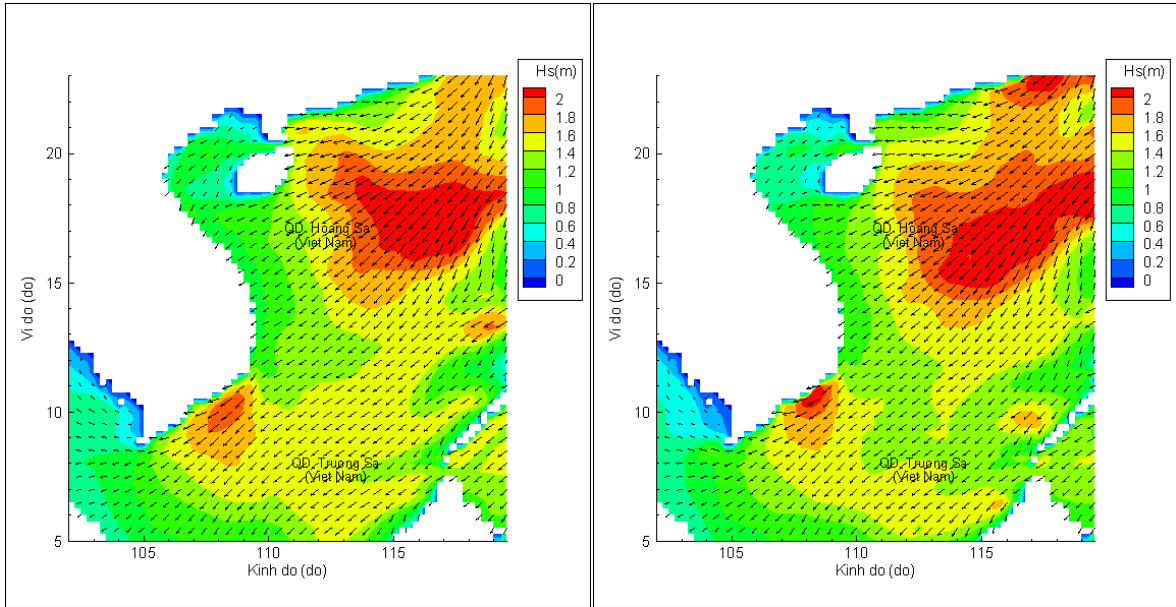 Hs(m)
2
1.8
1.6
1.4
1.2
1
0.8
0.6
0.4
0.2
0
Vi do (do)
20
15
10
5
QD. Hoang Sa
(Viet Nam)
QD. Truong Sa
(Viet Nam)
105
110
115
Kinh do (do)
Hs(m)
2
1.8
1.6
1.4
1.2
1
0.8
0.6
0.4
0.2
0
Vi do (do)
20
15
10
5
QD. Hoang Sa
(Viet Nam)
QD. Truong Sa
(Viet Nam)
105
110
115
Kinh do (do)